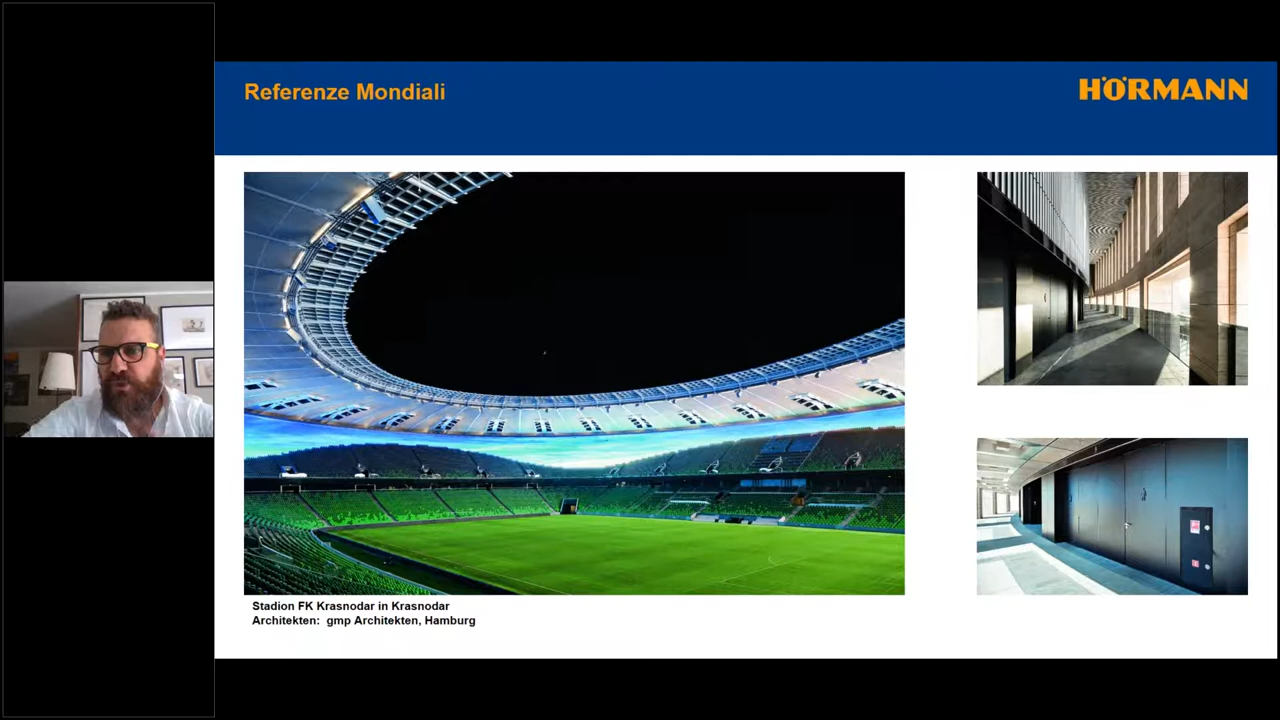 Referenze Mondiali
HÖRMANN
Stadion FK Krasnodar in Krasnodar
Architekten: gmp Architekten, Hamburg